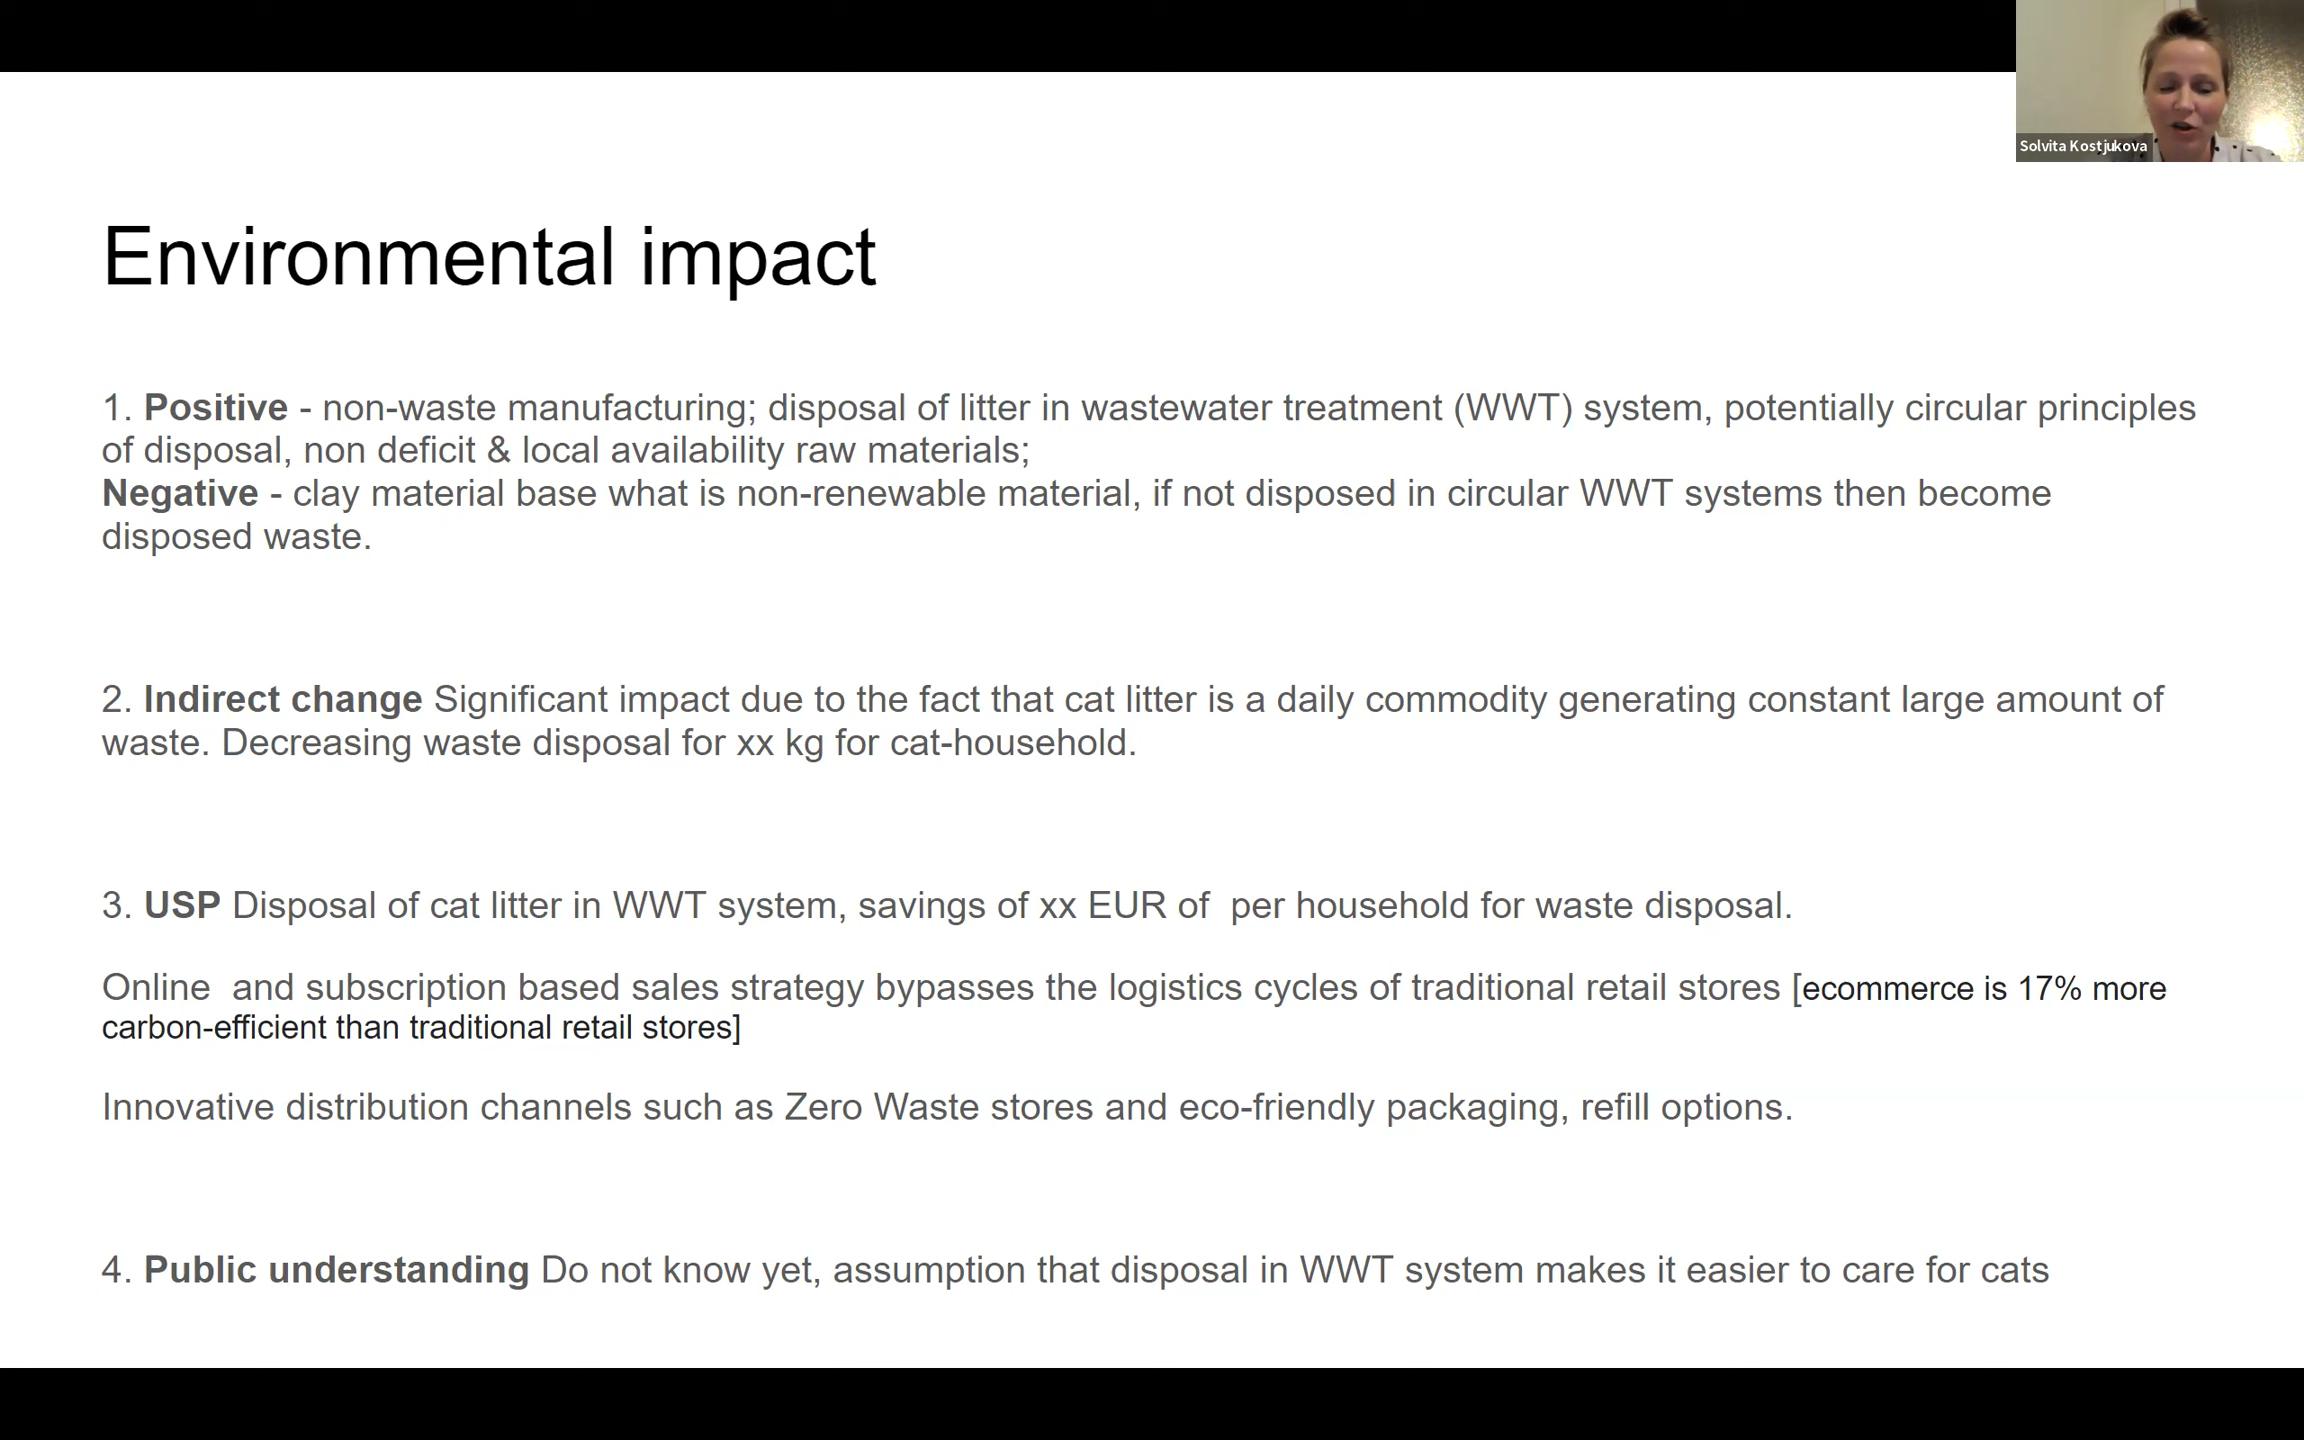 Solvita Kostjukova
Environmental impact
1. Positive - non-waste manufacturing; disposal of litter in wastewater treatment (WWT) system, potentially circular principles
of disposal, non deficit & local availability raw materials;
Negative - clay material base what is non-renewable material, if not disposed in circular WWT systems then become
disposed waste.
2. Indirect change Significant impact due to the fact that cat litter is a daily commodity generating constant large amount of
waste. Decreasing waste disposal for xx kg for cat-household.
3. USP Disposal of cat litter in WWT system, savings of xx EUR of  per household for waste disposal.
Online  and subscription based sales strategy bypasses the logistics cycles of traditional retail stores [ecommerce is 17% more
carbon-efficient than traditional retail stores]
Innovative distribution channels such as Zero Waste stores and eco-friendly packaging, refill options.
4. Public understanding Do not know yet, assumption that disposal in WWT system makes it easier to care for cats